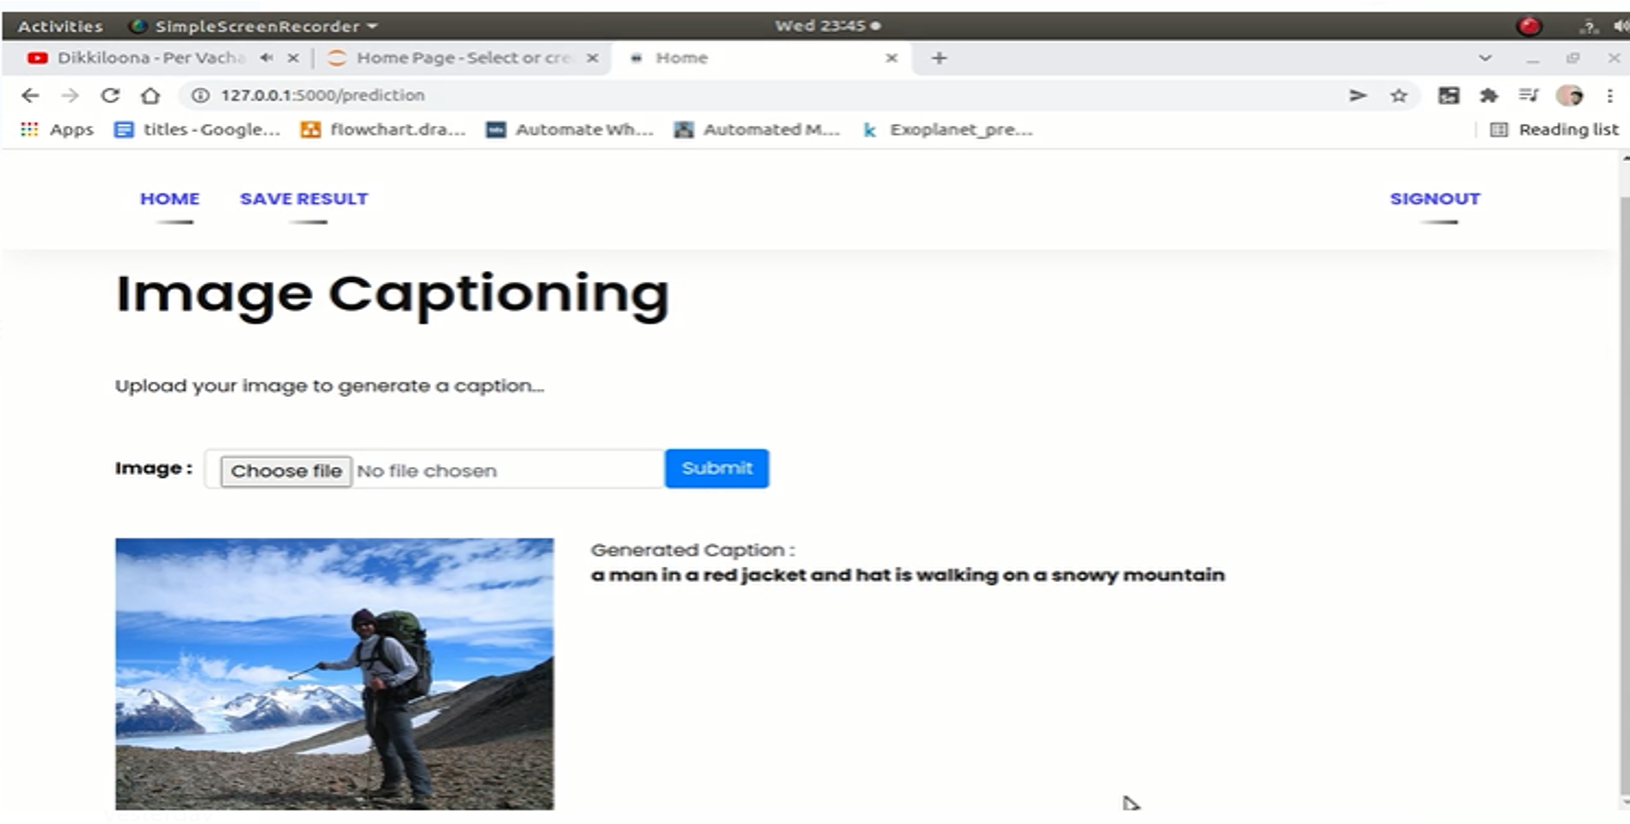 Activities SimpleScreenRecorder Wed 23:45
Dikkiloona - Per Vacha Home Page - Select or cre Home
127.0.0.1:5000/prediction
Apps titles - Google... flowchart.dra... Automate Wh... Automated M... Exoplanet_pre... Reading list
HOME SAVE RESULT SIGNOUT
Image Captioning
Upload your image to generate a caption...
Image : Choose file No file chosen Submit
Generated Caption :
a man in a red jacket and hat is walking on a snowy mountain